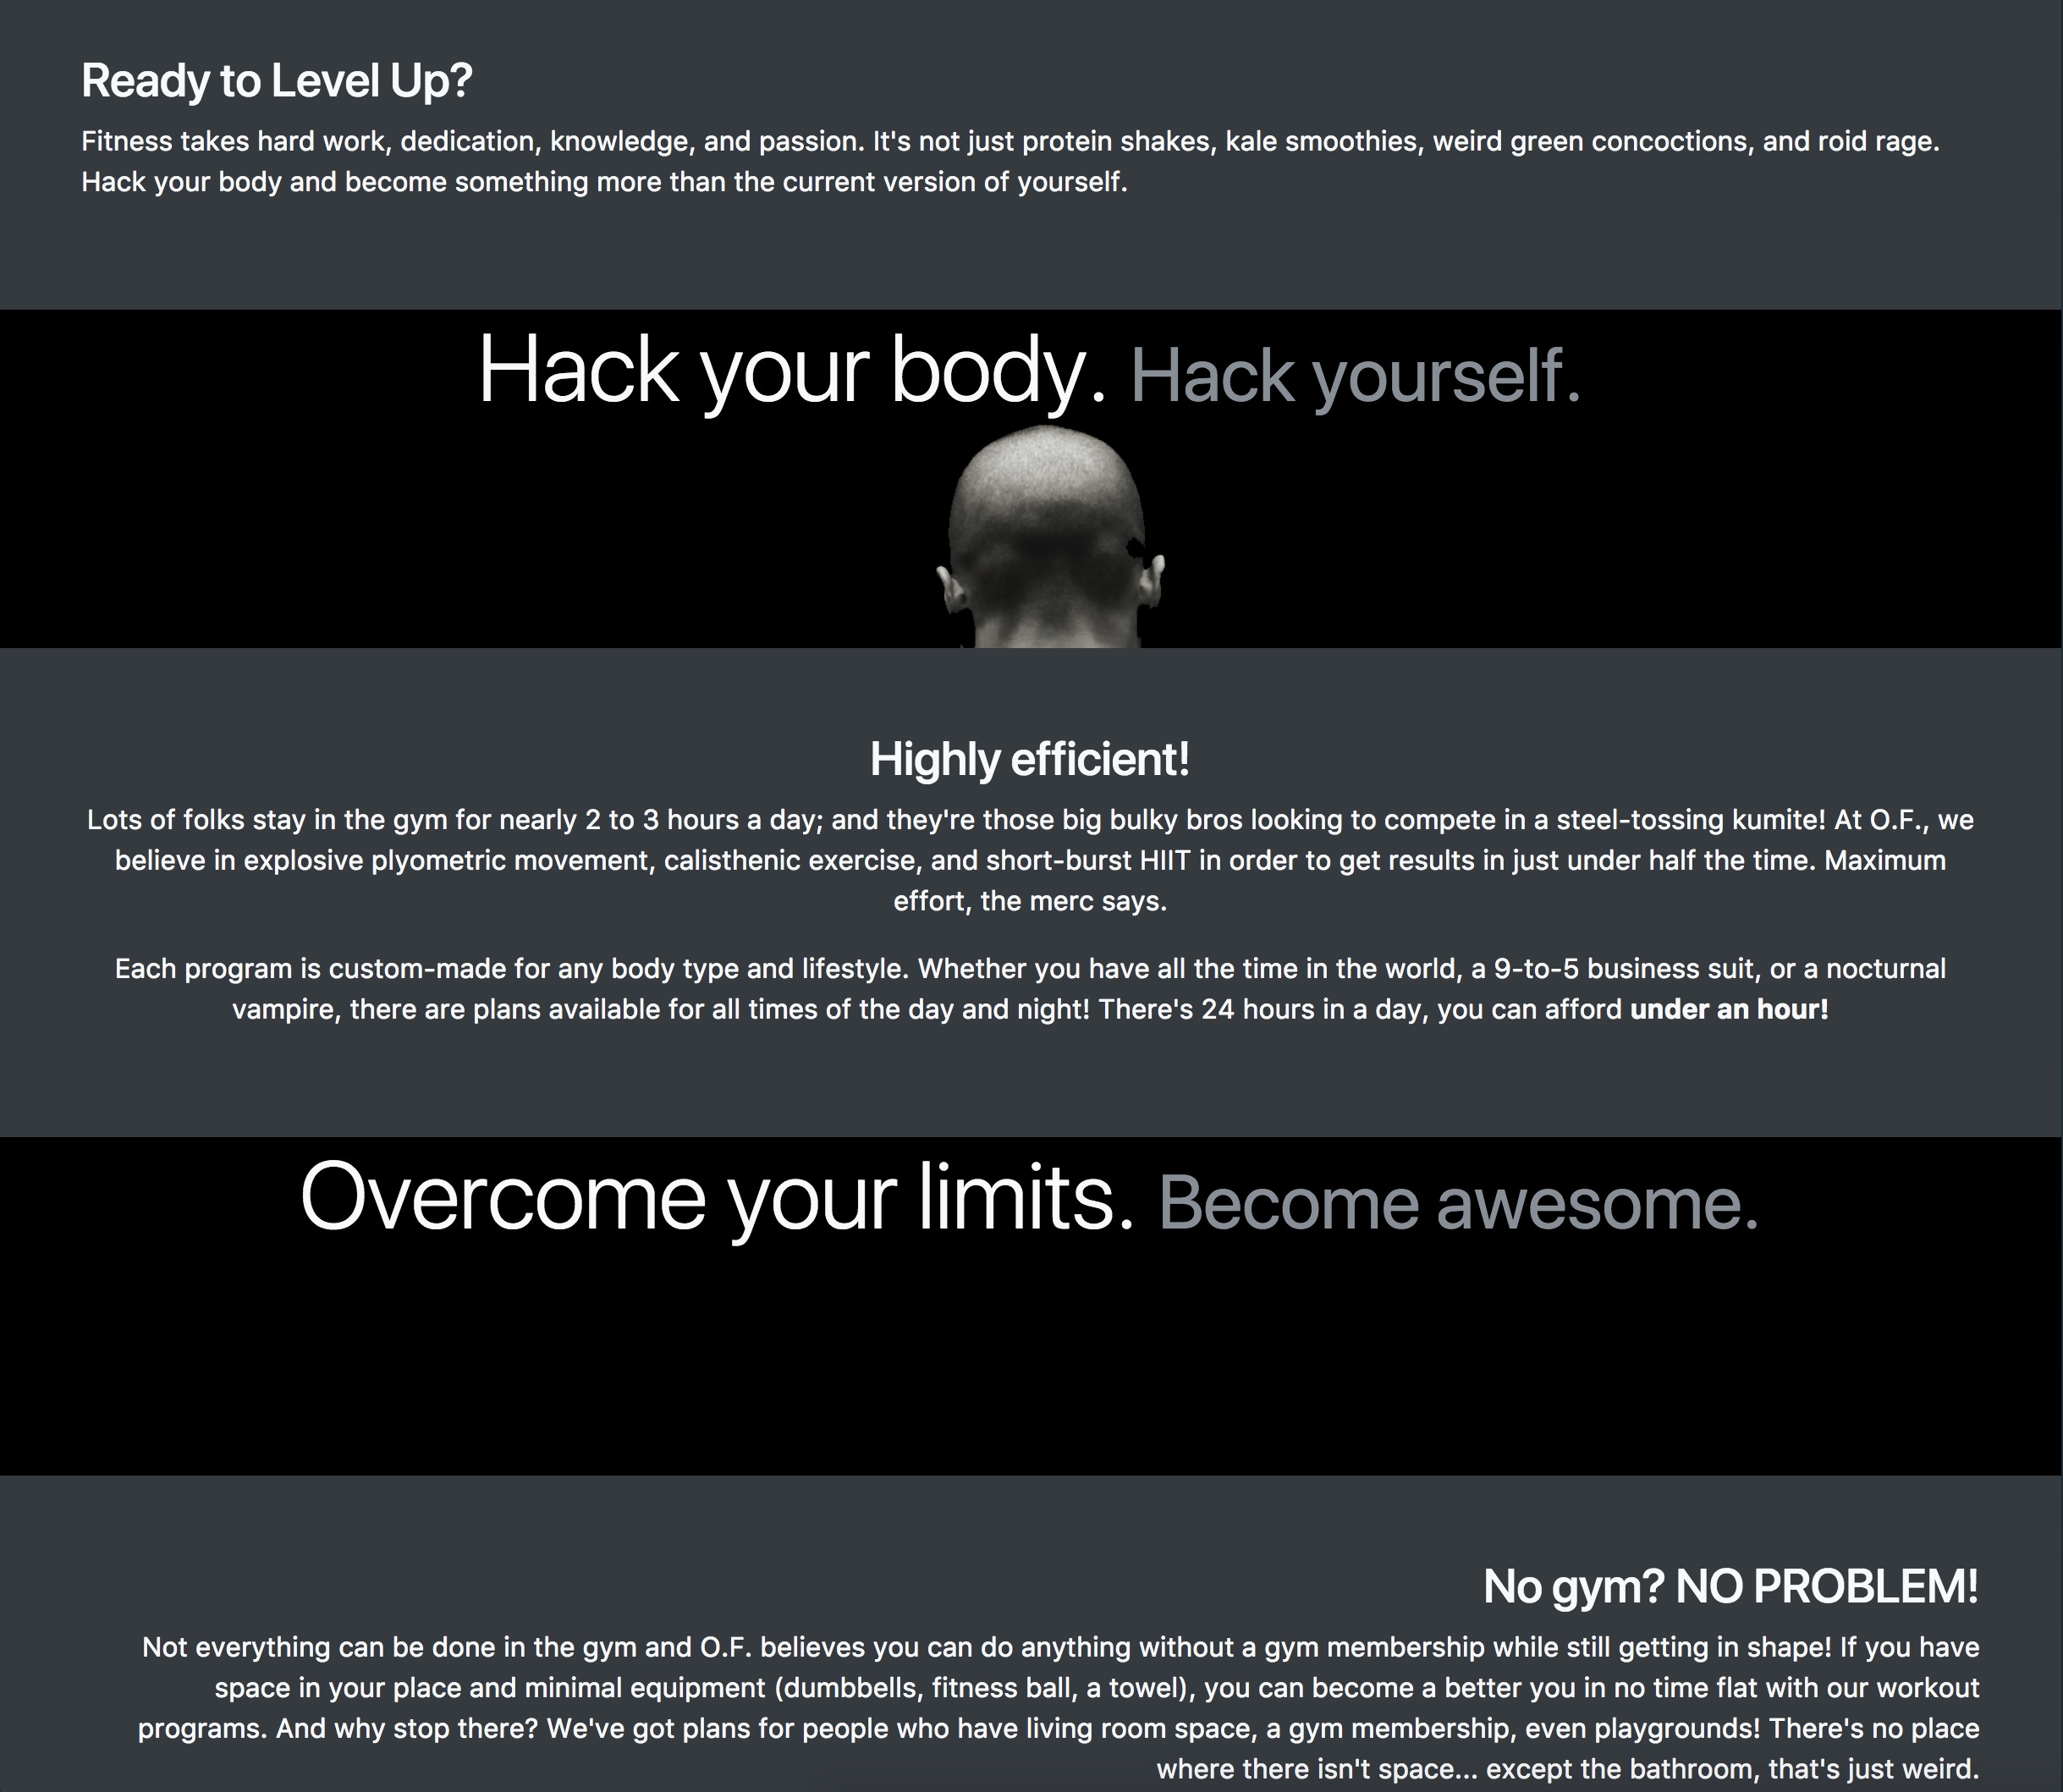 Ready to Level Up?
Fitness takes hard work, dedication, knowledge, and passion. It's not just protein shakes, kale smoothies, weird green concoctions, and roid rage.
Hack your body and become something more than the current version of yourself.
Hack your body. Hack yourself.
Highly efficient!
Lots of folks stay in the gym for nearly 2 to 3 hours a day; and they're those big bulky bros looking to compete in a steel-tossing kumite! At O.F., we
believe in explosive plyometric movement, calisthenic exercise, and short-burst HIIT in order to get results in just under half the time. Maximum
effort, the merc says.
Each program is custom-made for any body type and lifestyle. Whether you have all the time in the world, a 9-to-5 business suit, or a nocturnal
vampire, there are plans available for all times of the day and night! There's 24 hours in a day, you can afford under an hour!
Overcome your limits. Become awesome.
No gym? NO PROBLEM!
Not everything can be done in the gym and O.F. believes you can do anything without a gym membership while still getting in shape! If you have
space in your place and minimal equipment (dumbbells, fitness ball, a towel), you can become a better you in no time flat with our workout
programs. And why stop there? We've got plans for people who have living room space, a gym membership, even playgrounds! There's no place
where there isn't space... except the bathroom, that's just weird.